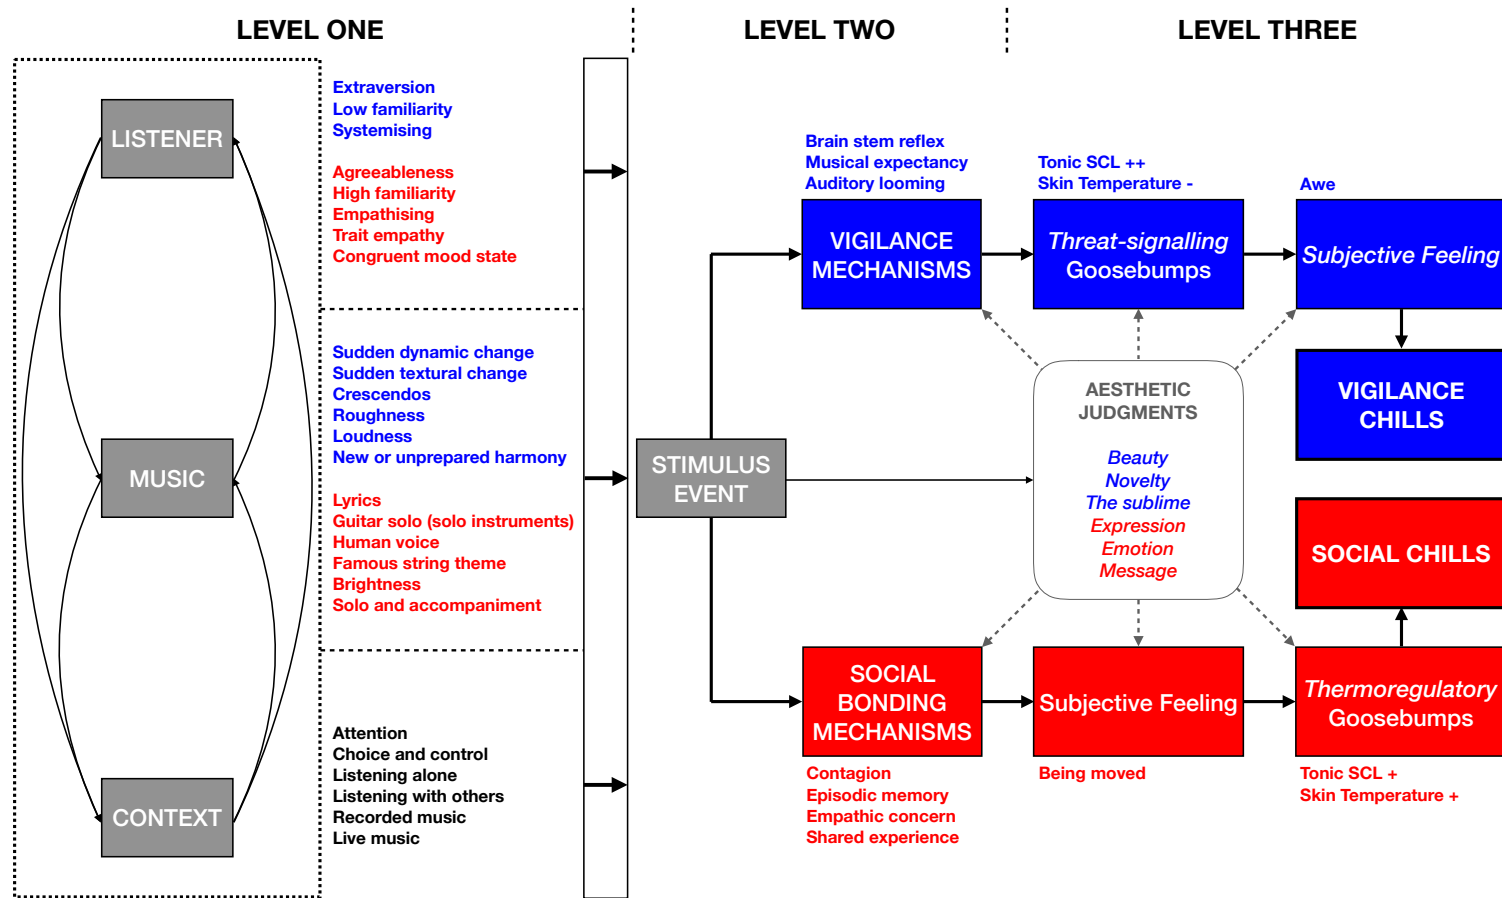 LEVEL ONE
LEVEL TWO
LEVEL THREE
LISTENER
MUSIC
CONTEXT
Extraversion
Low familiarity
Systemising
Agreeableness
High familiarity
Empathising
Trait empathy
Congruent mood state
Sudden dynamic change
Sudden textural change
Crescendos
Roughness
Loudness
New or unprepared harmony
Lyrics
Guitar solo (solo instruments)
Human voice
Famous string theme
Brightness
Solo and accompaniment
Attention
Choice and control
Listening alone
Listening with others
Recorded music
Live music
STIMULUS
EVENT
Brain stem reflex
Musical expectancy
Auditory looming
VIGILANCE
MECHANISMS
Tonic SCL ++
Skin Temperature -
Threat-signalling
Goosebumps
Awe
Subjective Feeling
VIGILANCE
CHILLS
AESTHETIC
JUDGMENTS
Beauty
Novelty
The sublime
Expression
Emotion
Message
SOCIAL CHILLS
SOCIAL
BONDING
MECHANISMS
Contagion
Episodic memory
Empathic concern
Shared experience
Subjective Feeling
Being moved
Thermoregulatory
Goosebumps
Tonic SCL +
Skin Temperature +